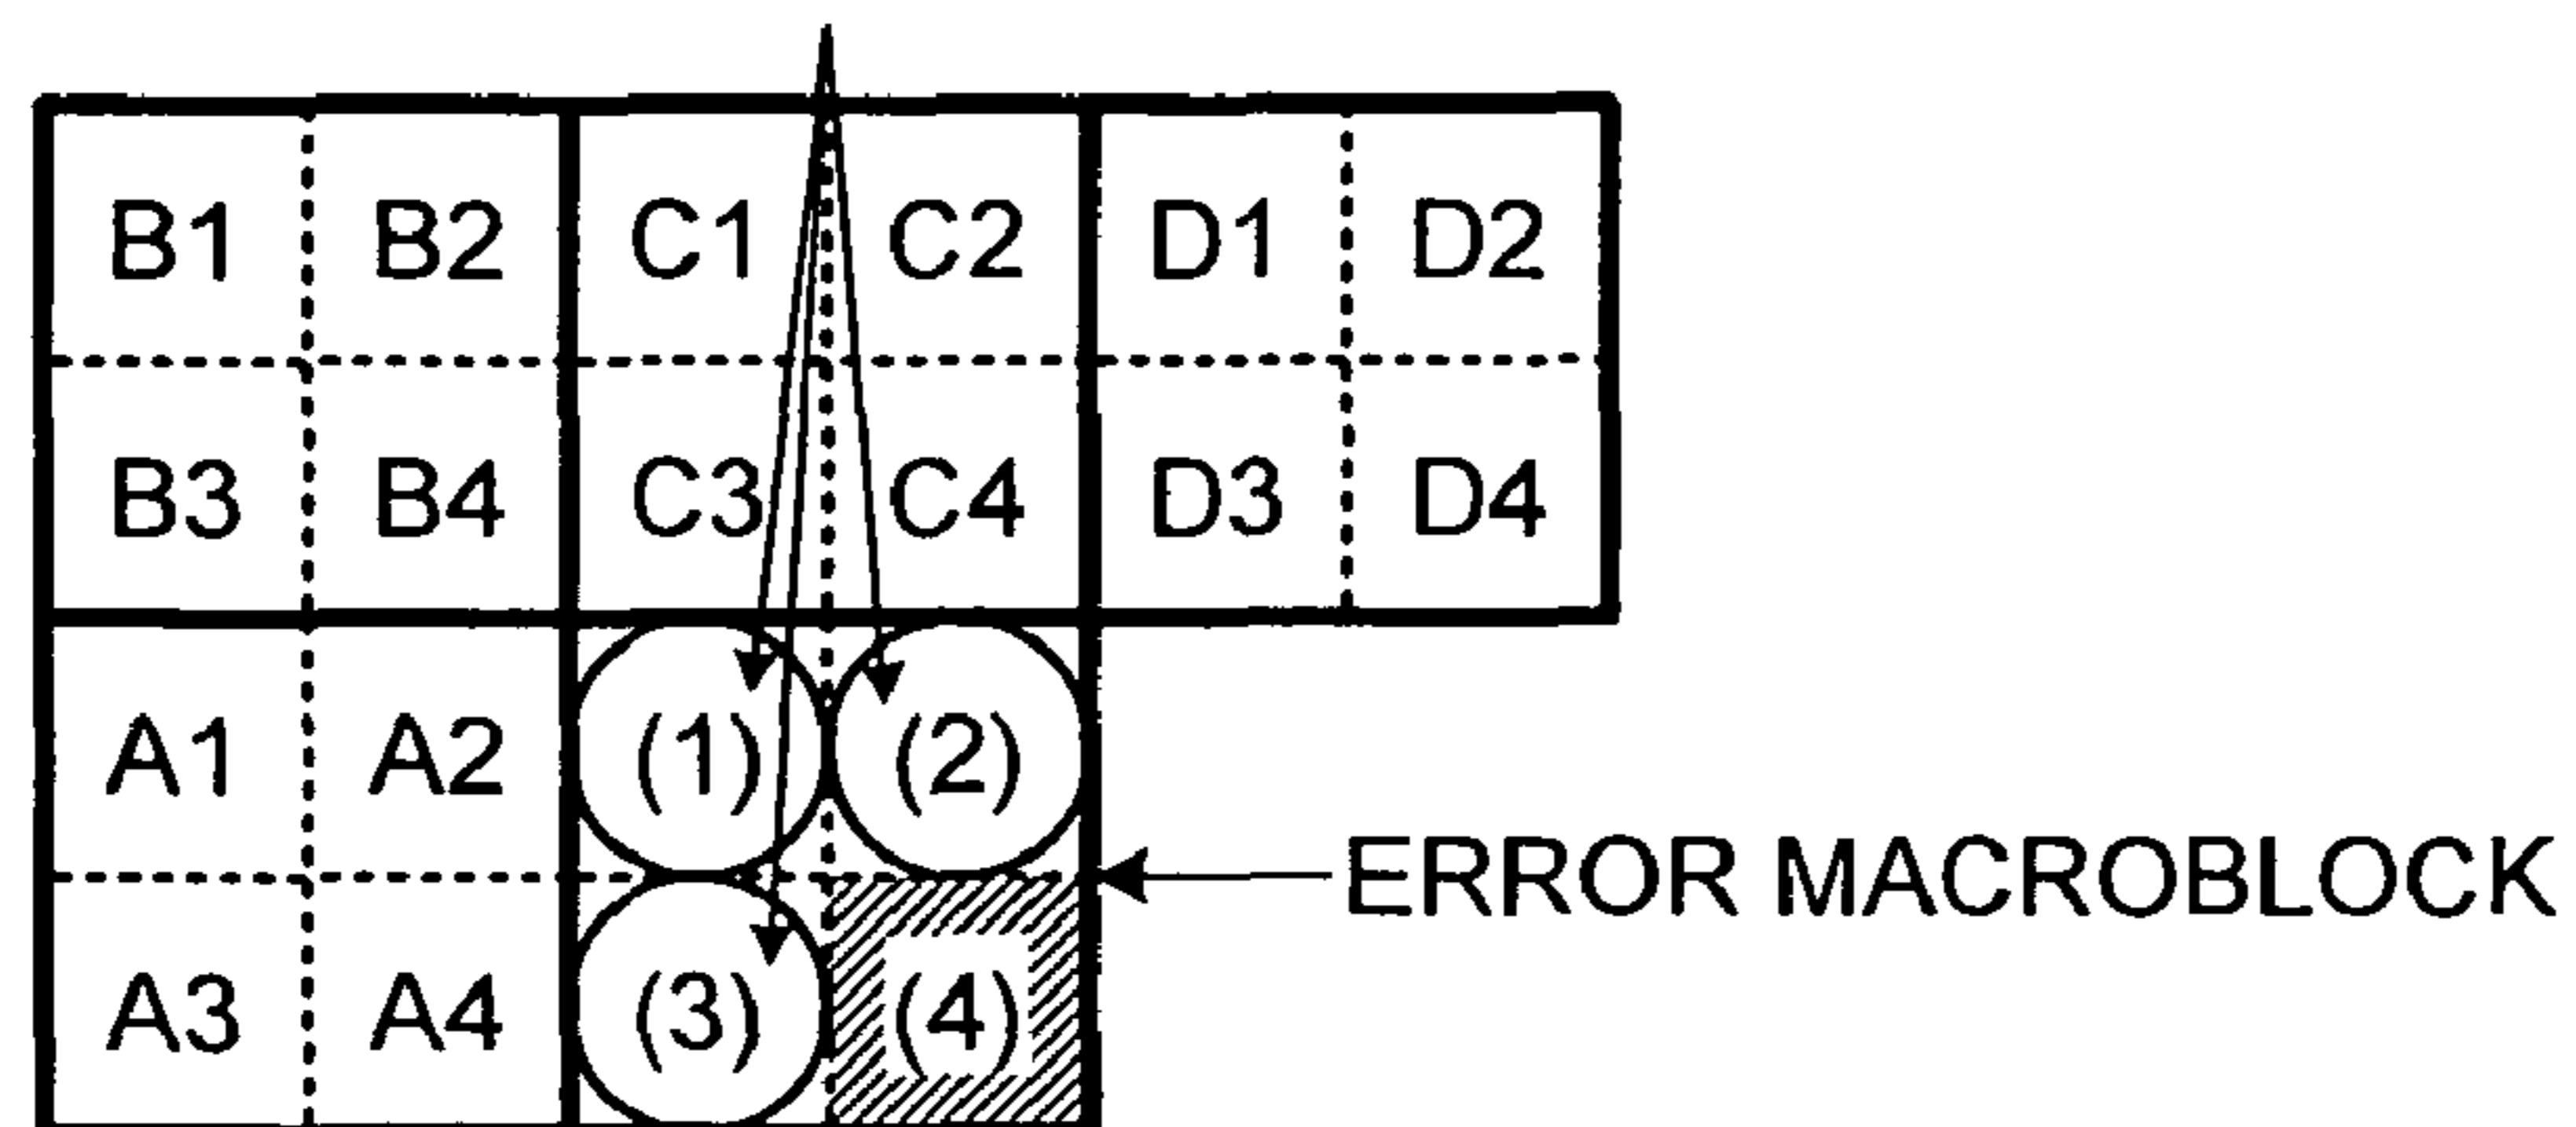 B1 B2 C1 C2 D1 D2
B3 B4 C3 C4 D3 D4
A1 A2 (1) (2)
ERROR MACROBLOCK
A3 A4 (3) (4)